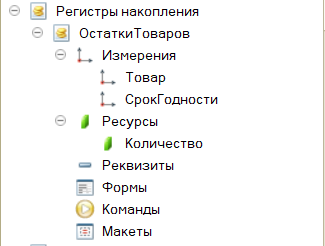 Регистры накопления
ОстаткиТоваров
Измерения
Товар
СрокГодности
Ресурсы
Количество
Реквизиты
Формы
Команды
Макеты